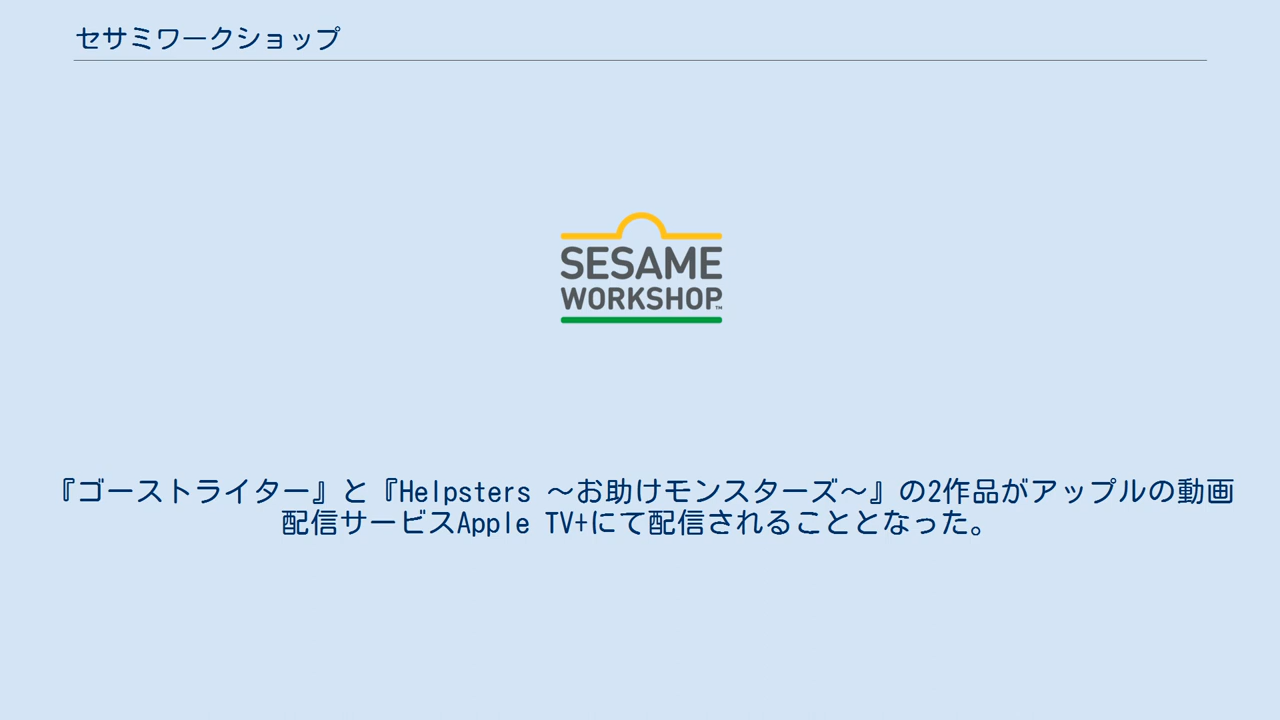 セサミワークショップ
SESAME
WORKSHOP™
『ゴーストライター』と『Helpsters 〜お助けモンスターズ〜』の2作品がアップルの動画
配信サービスApple TV+にて配信されることとなった。